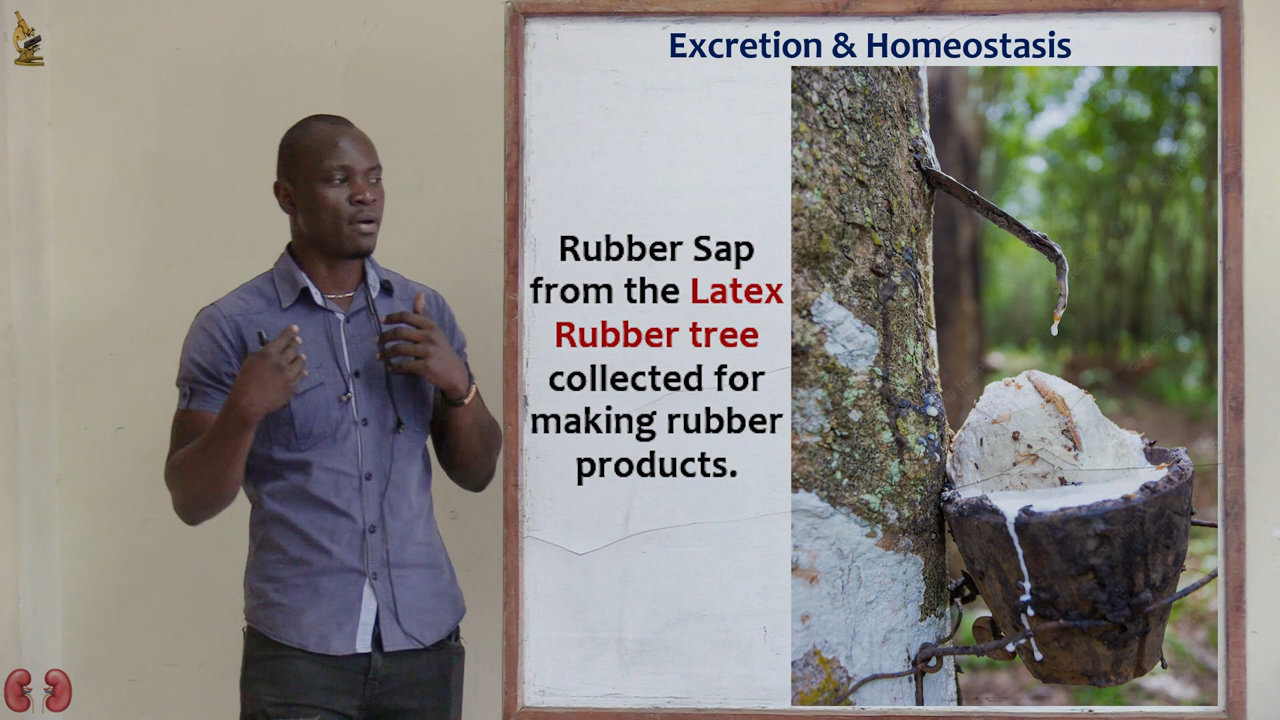 Excretion & Homeostasis
Rubber Sap
from the Latex
Rubber tree
collected for
making rubber
products.